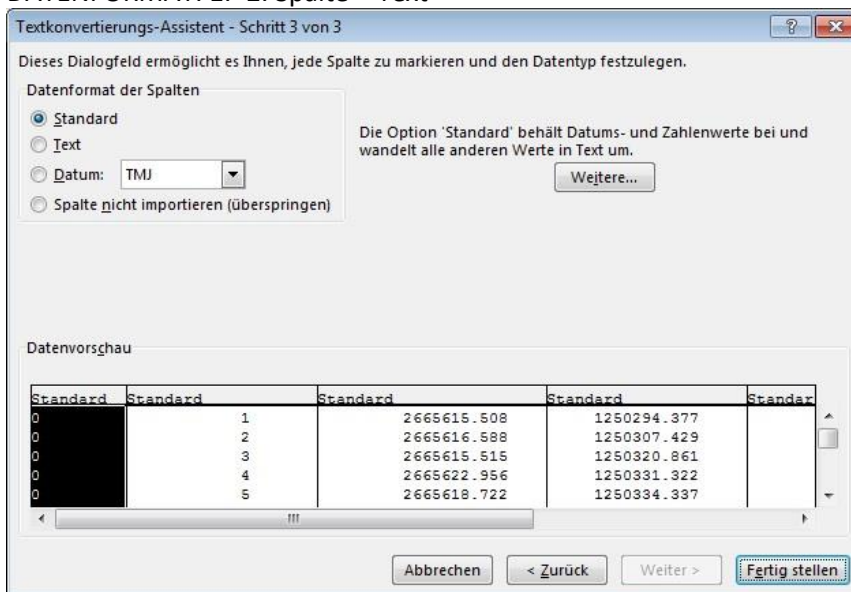 Textkonvertierungs-Assistent - Schritt 3 von 3
Dieses Dialogfeld ermöglicht es Ihnen, jede Spalte zu markieren und den Datentyp festzulegen.
Datenformat der Spalten
Standard
Text
Datum: TMJ
Spalte nicht importieren (überspringen)
Die Option 'Standard' behält Datums- und Zahlenwerte bei und
wandelt alle anderen Werte in Text um.
Weitere...
Datenvorschau
Standard Standard Standard Standard Standar
0 1 2665615.508 1250294.377
0 2 2665616.588 1250307.429
0 3 2665615.515 1250320.861
0 4 2665622.956 1250331.322
0 5 2665618.722 1250334.337
Abbrechen < Zurück Weiter > Fertig stellen